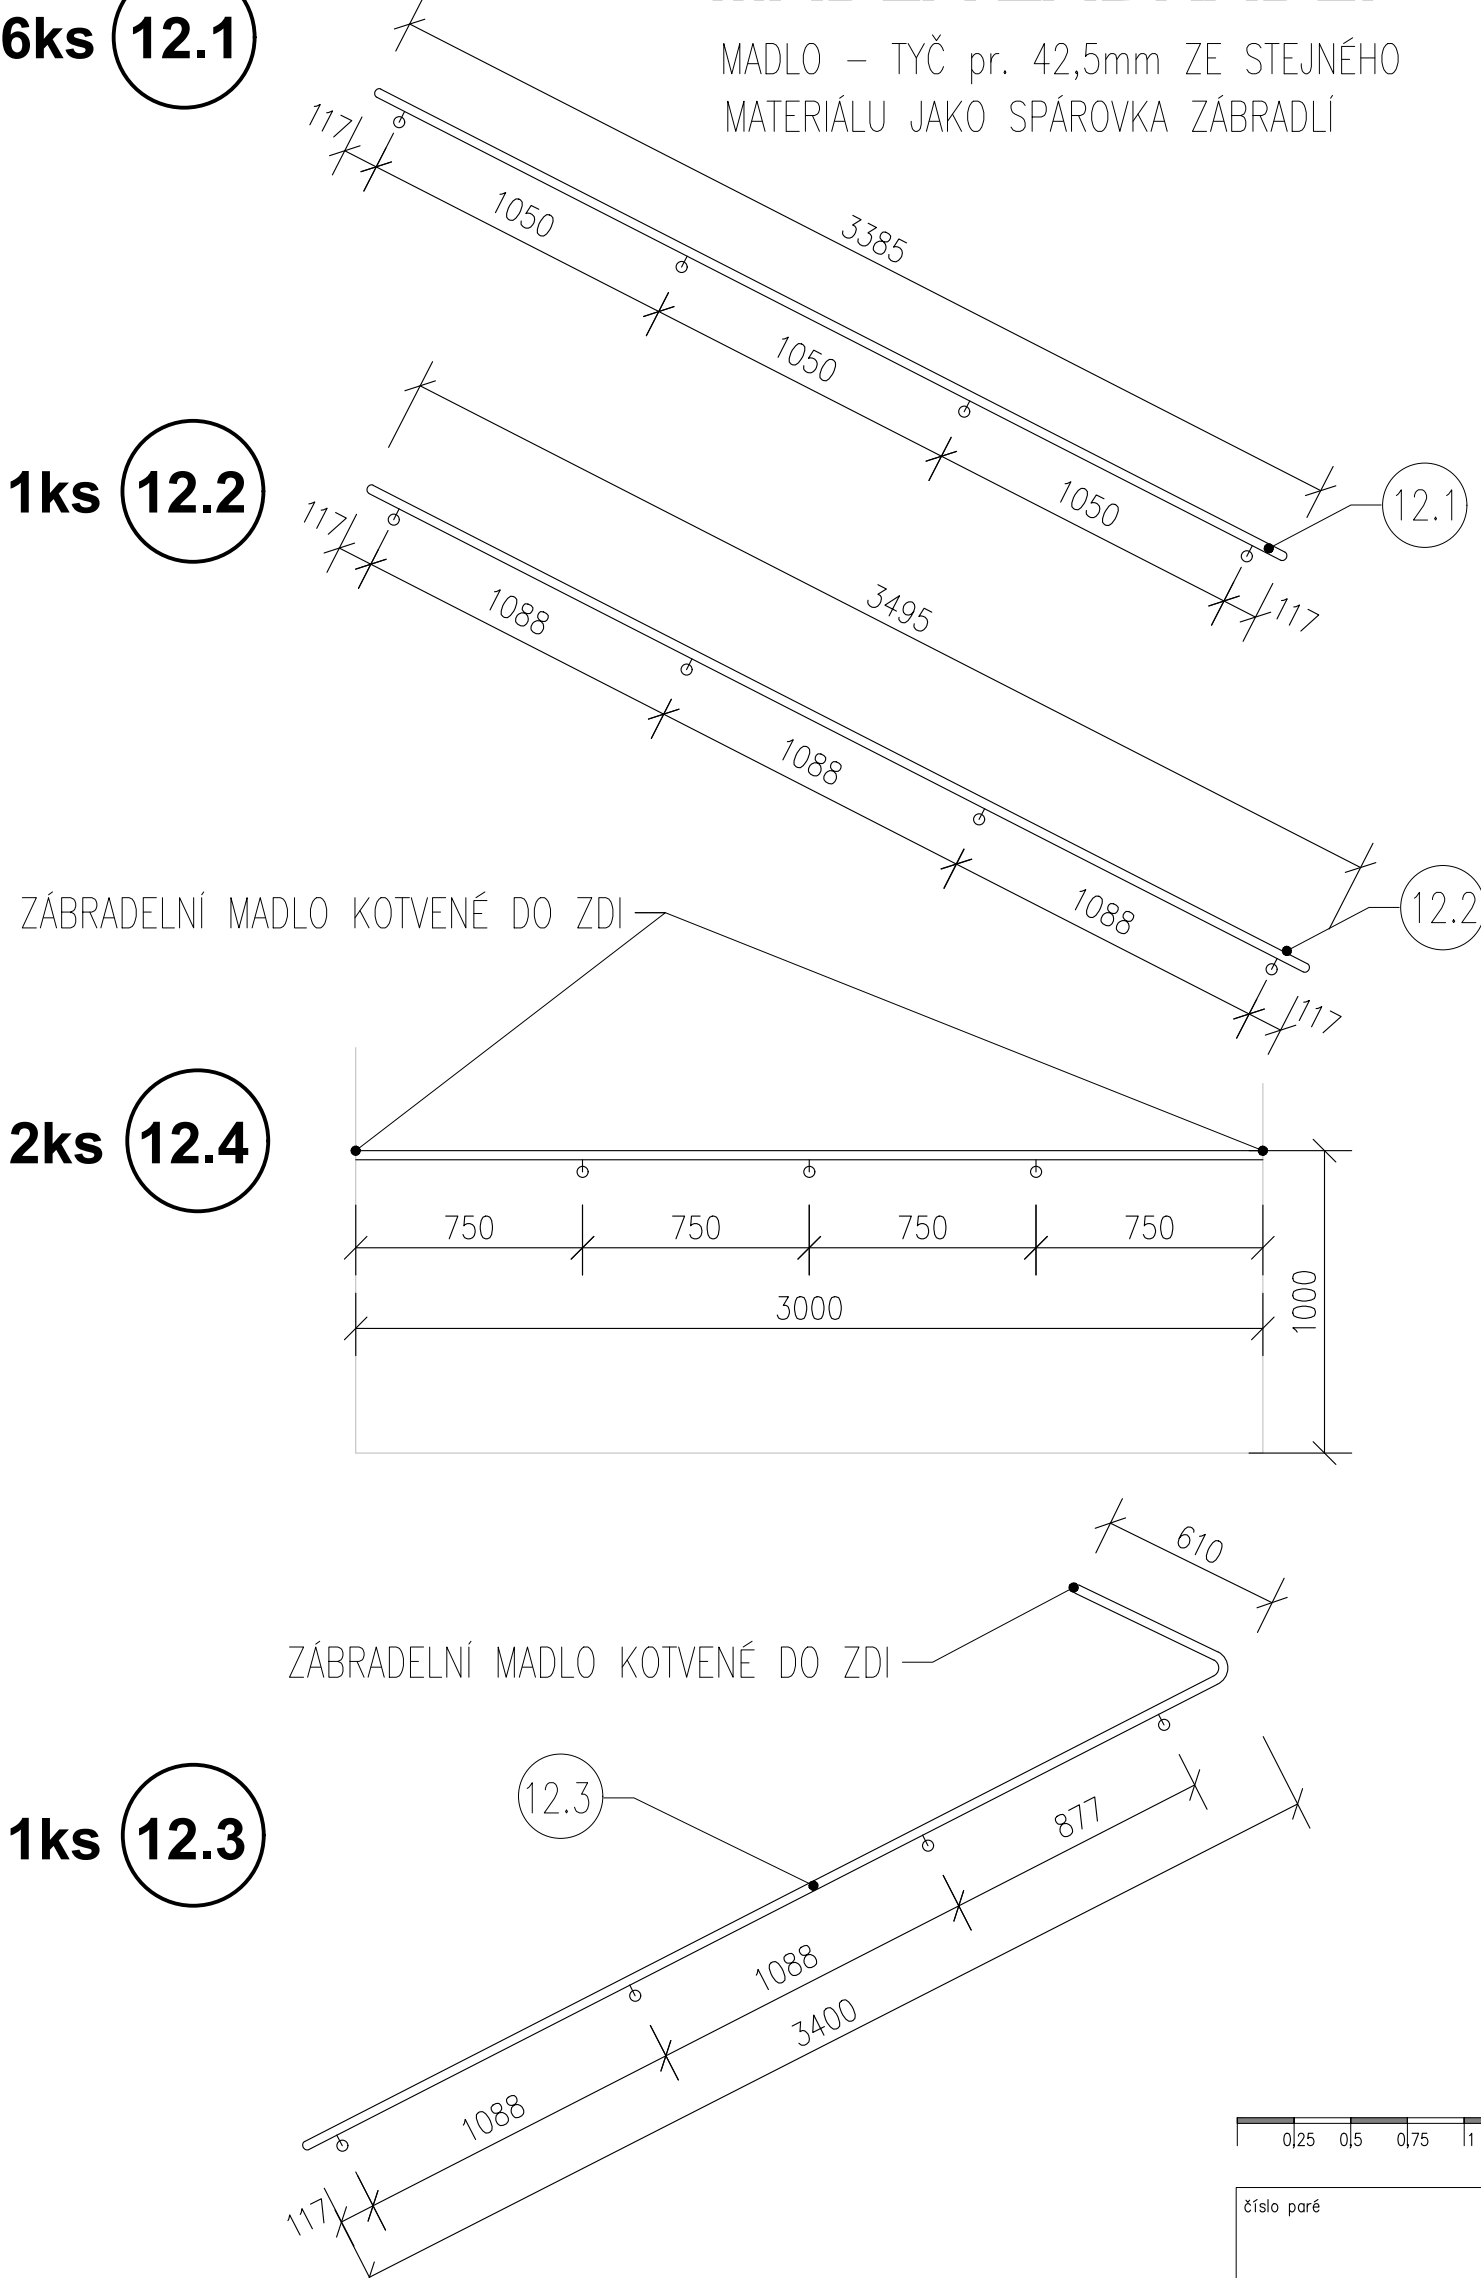 6ks 12.1
MADLO – TYČ pr. 42,5mm ZE STEJNÉHO
MATERIÁLU JAKO SPÁROVKA ZÁBRADLÍ
117
1050
3385
1050
1050
12.1
117
1ks 12.2
117
1088
3495
1088
1088
12.2
117
ZÁBRADELNÍ MADLO KOTVENÉ DO ZDI
2ks 12.4
750 750 750 750
3000
1000
610
ZÁBRADELNÍ MADLO KOTVENÉ DO ZDI
12.3
877
1ks 12.3
1088
3400
1088
117
0,25 0,5 0,75 1
číslo paré